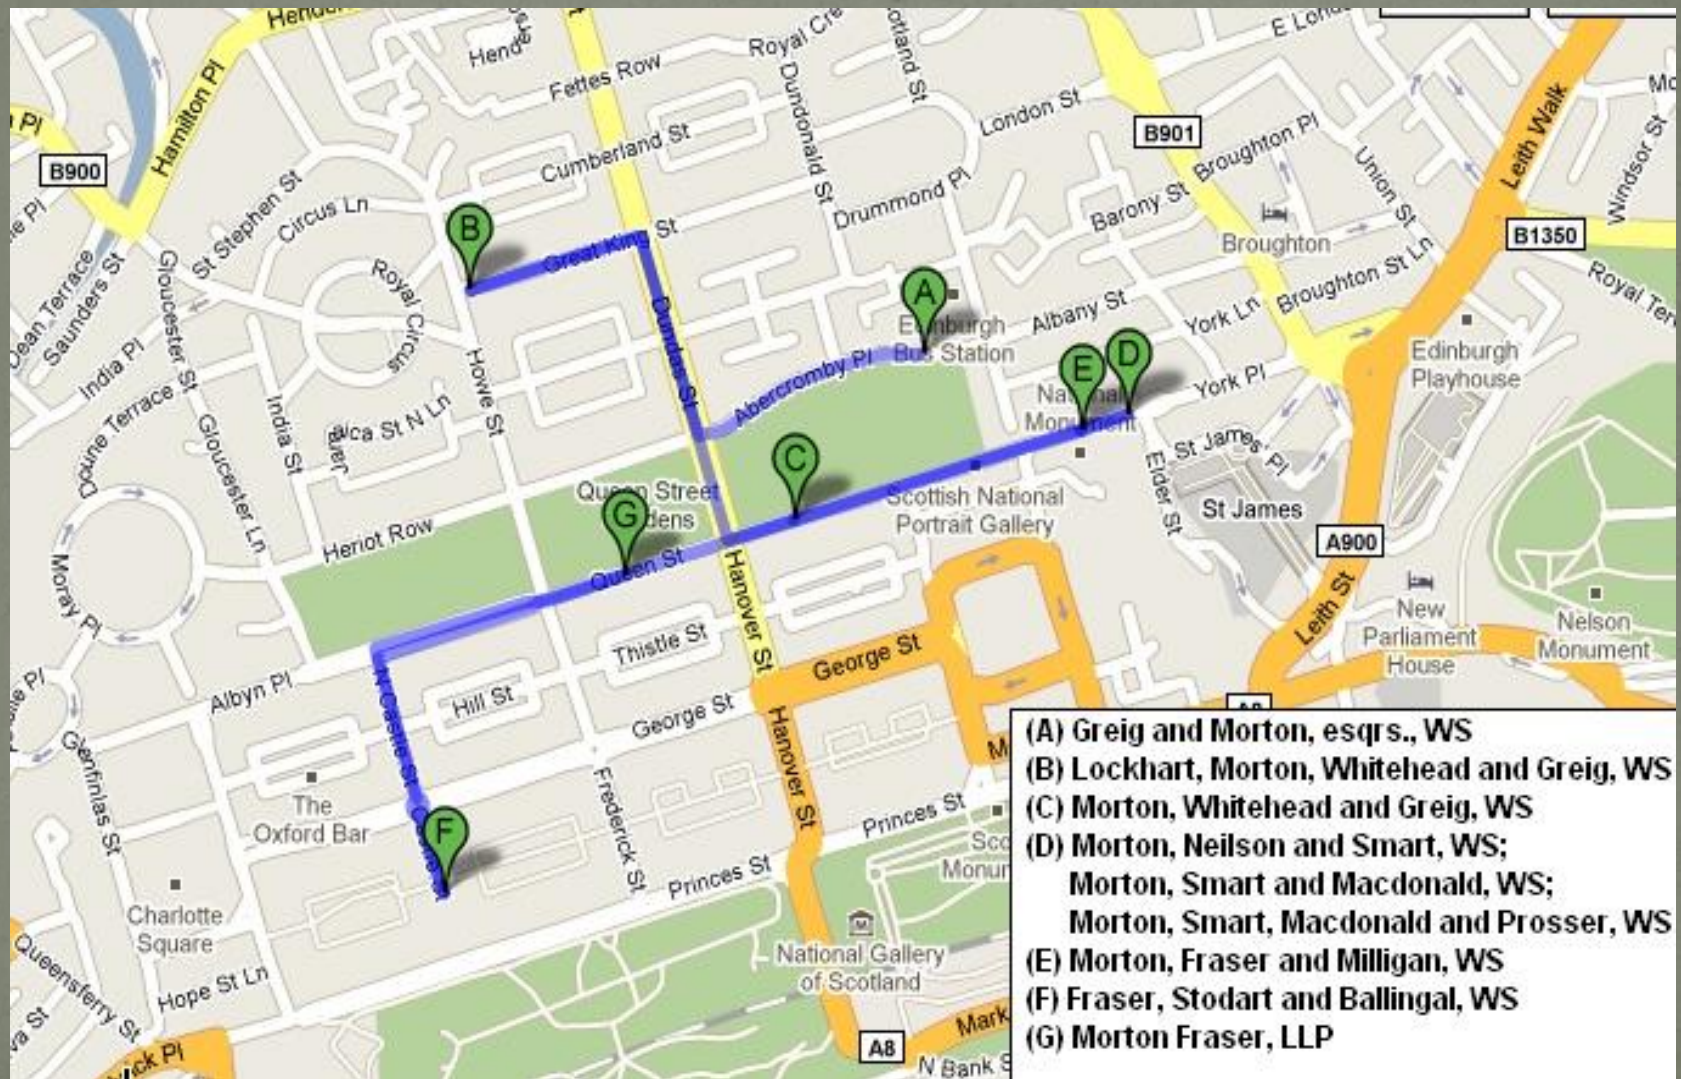 Fettes Row
Dundonald St
London St
B901
Leith Walk
B900
Hamilton Pl
Cumberland St
Broughton Pl
Union St
Windsor St
St Stephen St
Circus Ln
Drummond Pl
Barony St
Broughton
B1350
B
Great King St
Dean Terrace
Saunders St
Gloucester St
Royal Circus
A
Edinburgh
Bus Station
Albany St
York Ln
Broughton St Ln
India Pl
Dundas St
Abercromby Pl
E
D
National
Monument
York Pl
Edinburgh
Playhouse
Doune Terrace
Howe St
India St
Gloucester Ln
C
St James' Pl
Elder St
Queen Street
G
Scottish National
Portrait Gallery
St James
A900
Heriot Row
Moray Pl
Queen St
Hanover St
Leith St
New
Parliament
House
Nelson
Monument
Thistle St
George St
Albyn Pl
N Castle St
Hill St
George St
Hanover St
Glenfinlas St
The
Oxford Bar
Frederick St
F
Princes St
Princes St
Charlotte
Square
Queensferry St
Hope St Ln
National Gallery
of Scotland
A8
(A) Greig and Morton, esqrs., WS
(B) Lockhart, Morton, Whitehead and Greig, WS
(C) Morton, Whitehead and Greig, WS
(D) Morton, Neilson and Smart, WS;
Morton, Smart and Macdonald, WS;
Morton, Smart, Macdonald and Prosser, WS
(E) Morton, Fraser and Milligan, WS
(F) Fraser, Stodart and Ballingal, WS
(G) Morton Fraser, LLP